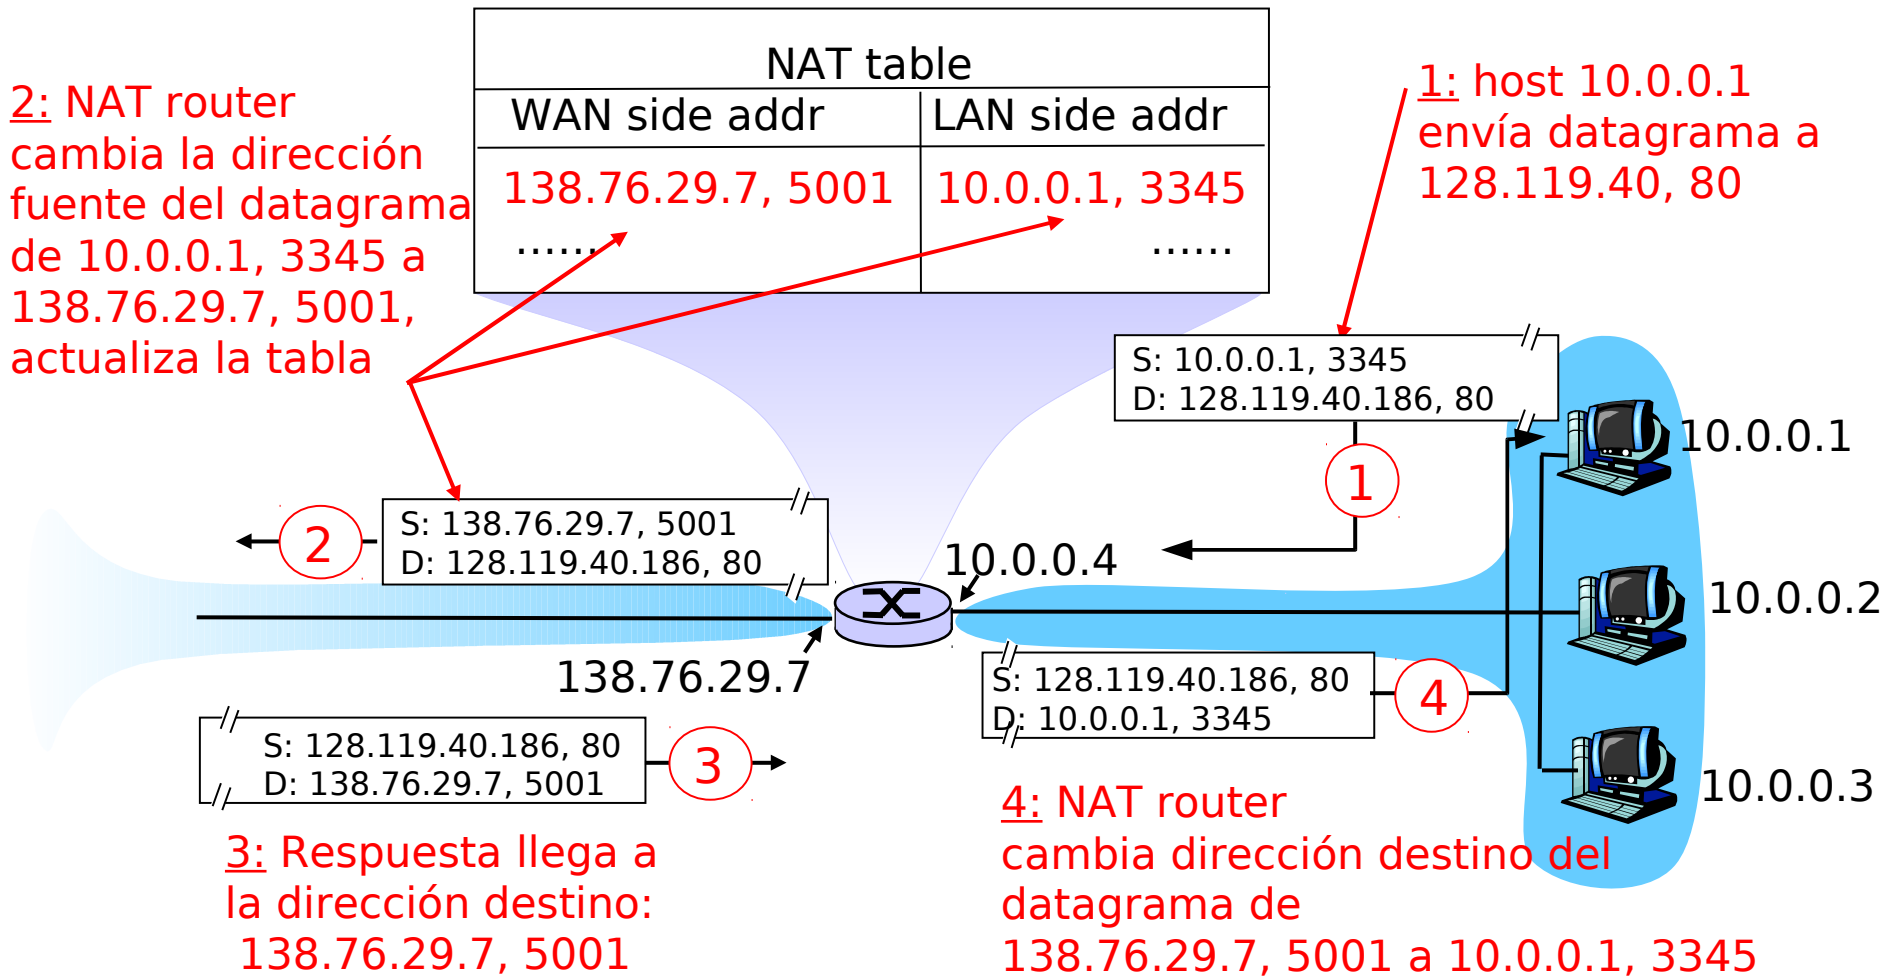 NAT table
WAN side addr
LAN side addr
138.76.29.7, 5001
10.0.0.1, 3345
......
......
2: NAT router
cambia la dirección
fuente del datagrama
de 10.0.0.1, 3345 a
138.76.29.7, 5001,
actualiza la tabla
1: host 10.0.0.1
envía datagrama a
128.119.40, 80
S: 10.0.0.1, 3345
D: 128.119.40.186, 80
1
10.0.0.1
S: 138.76.29.7, 5001
D: 128.119.40.186, 80
2
10.0.0.4
10.0.0.2
138.76.29.7
S: 128.119.40.186, 80
D: 10.0.0.1, 3345
4
S: 128.119.40.186, 80
D: 138.76.29.7, 5001
3
10.0.0.3
3: Respuesta llega a
la dirección destino:
138.76.29.7, 5001
4: NAT router
cambia dirección destino del
datagrama de
138.76.29.7, 5001 a 10.0.0.1, 3345